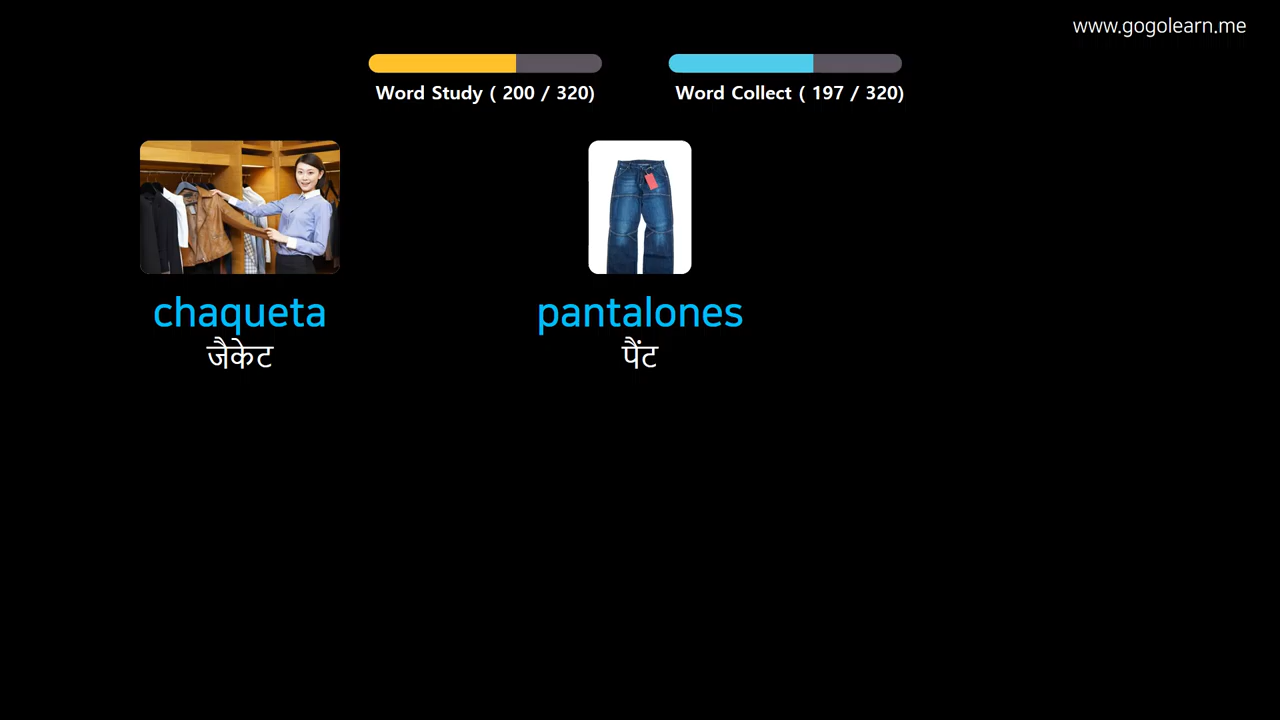 www.gogolearn.me
Word Study ( 200 / 320)
Word Collect ( 197 / 320)
chaqueta
जैकेट
pantalones
पैंट